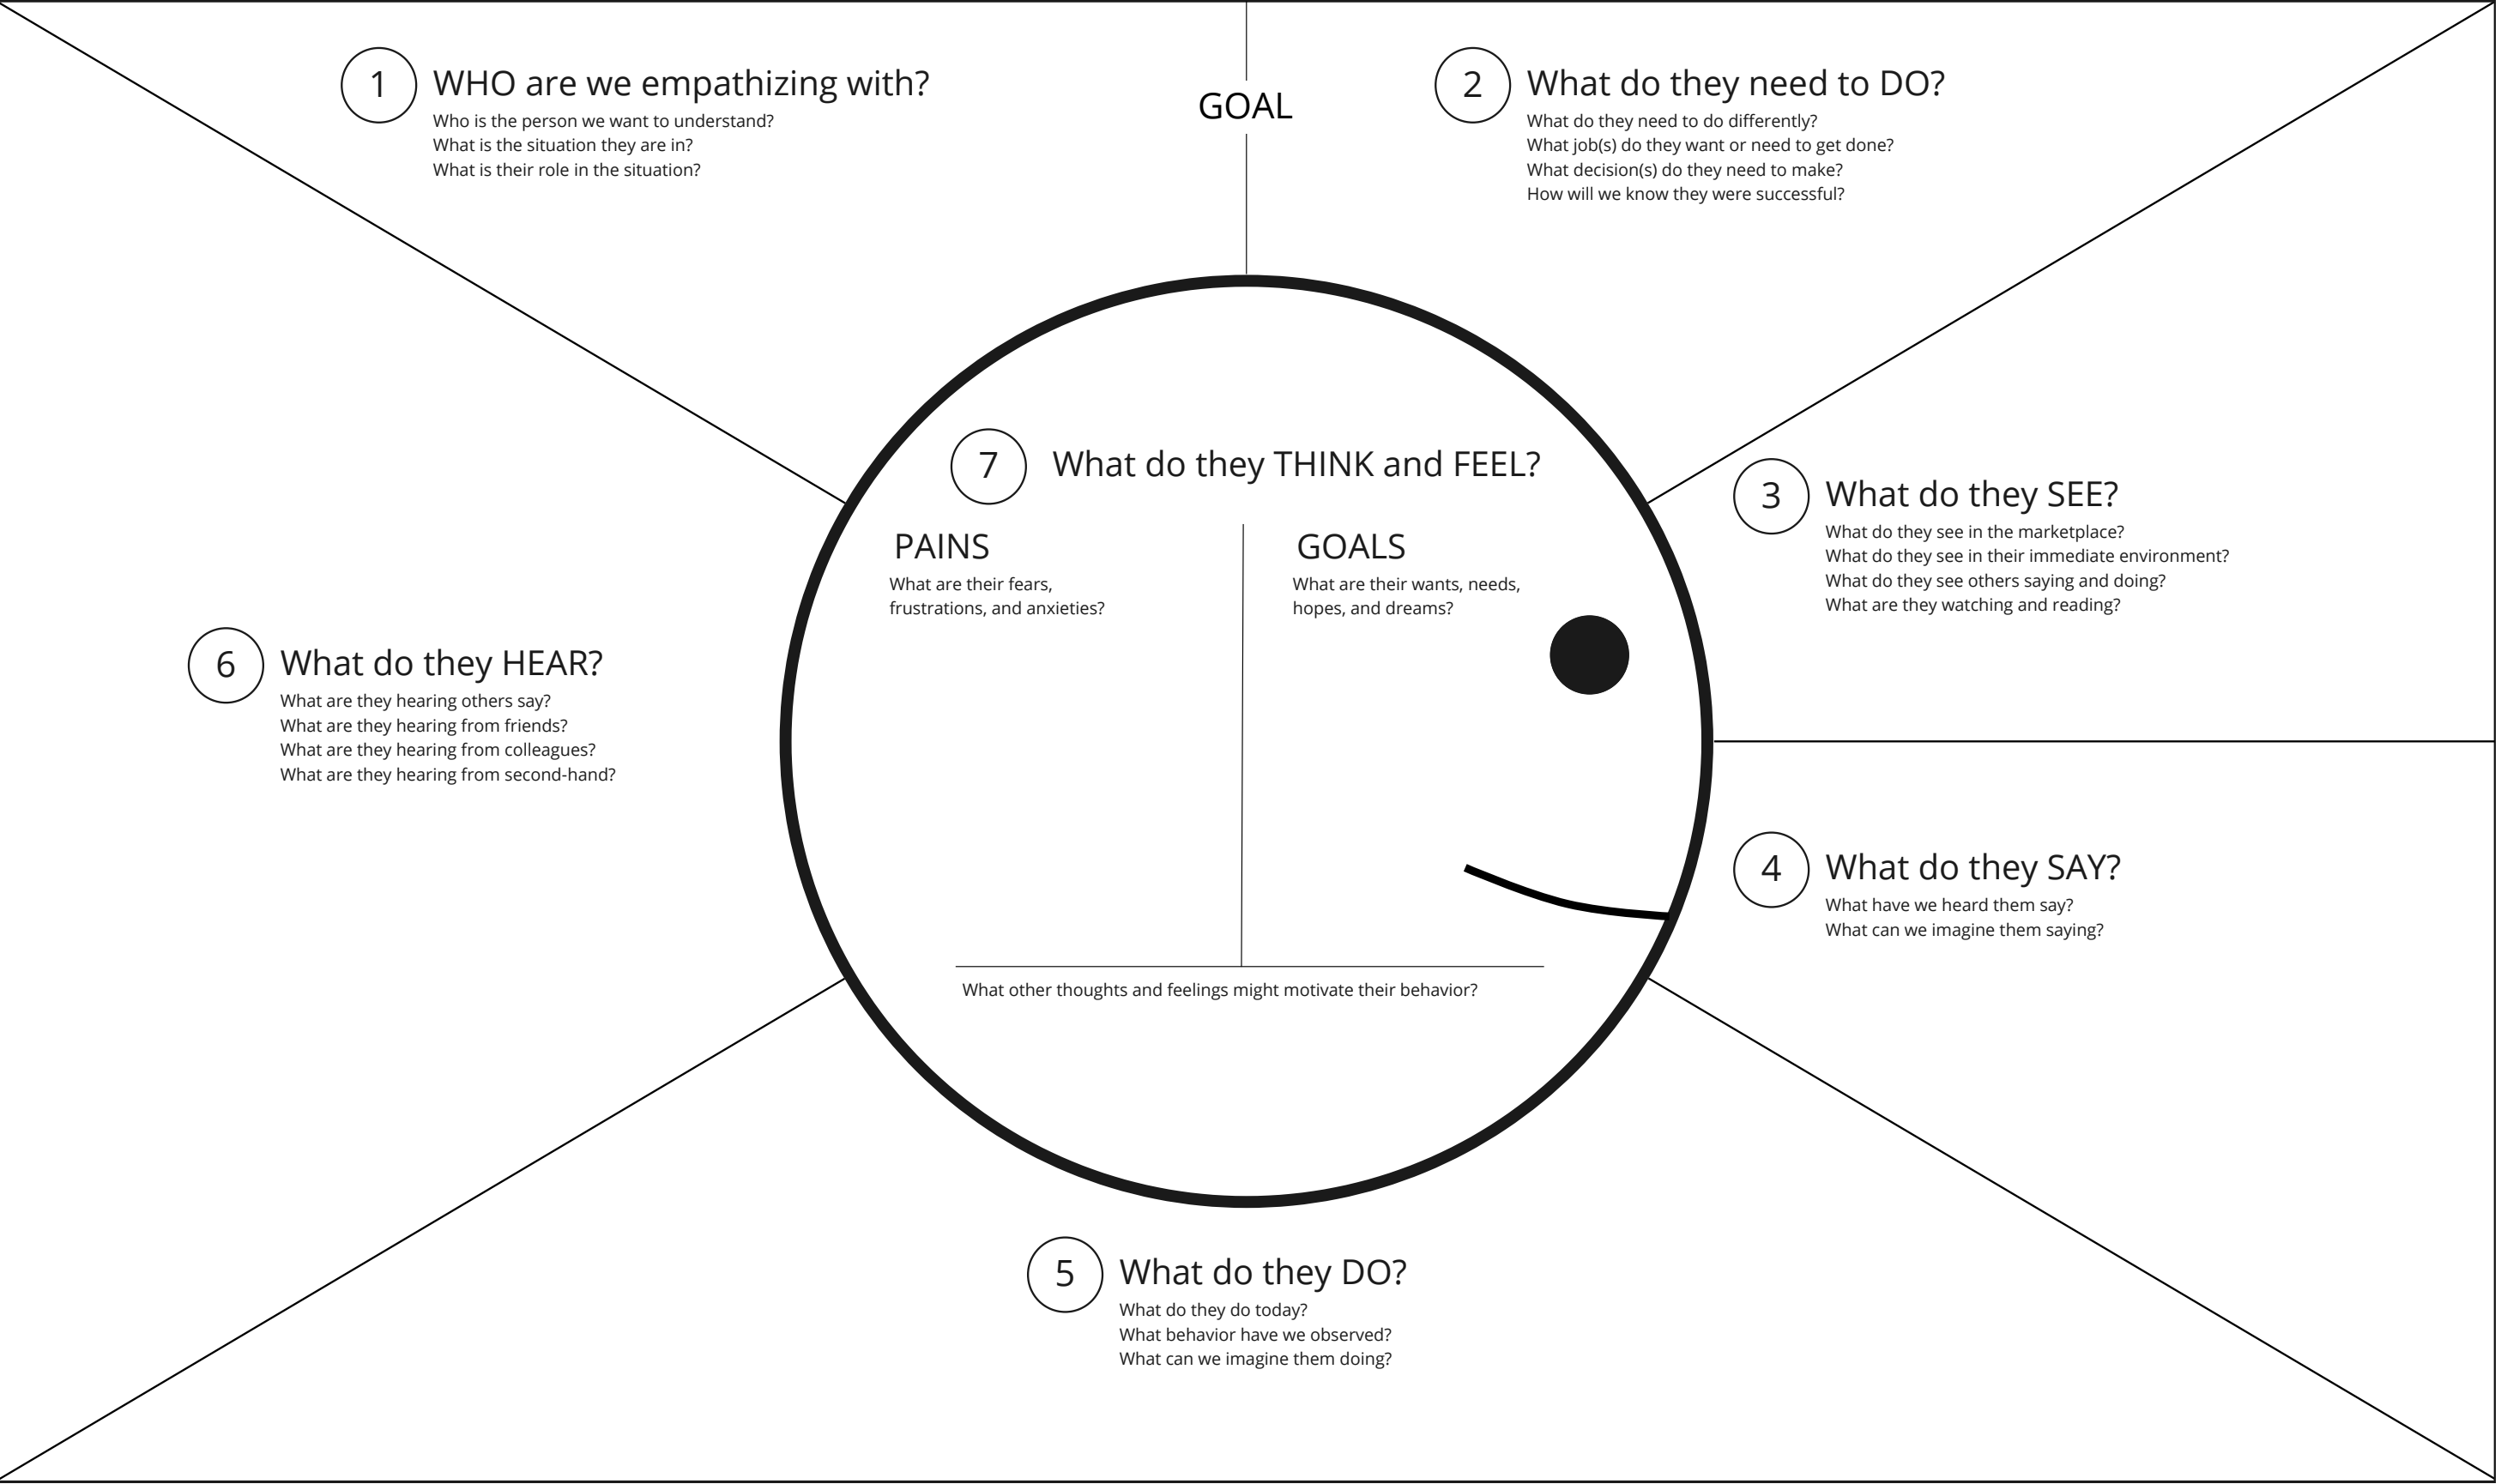 1
WHO are we empathizing with?
Who is the person we want to understand?
What is the situation they are in?
What is their role in the situation?
GOAL
2
What do they need to DO?
What do they need to do differently?
What job(s) do they want or need to get done?
What decision(s) do they need to make?
How will we know they were successful?
3
What do they SEE?
What do they see in the marketplace?
What do they see in their immediate environment?
What do they see others saying and doing?
What are they watching and reading?
4
What do they SAY?
What have we heard them say?
What can we imagine them saying?
5
What do they DO?
What do they do today?
What behavior have we observed?
What can we imagine them doing?
6
What do they HEAR?
What are they hearing others say?
What are they hearing from friends?
What are they hearing from colleagues?
What are they hearing from second-hand?
7
What do they THINK and FEEL?
PAINS
What are their fears,
frustrations, and anxieties?
GOALS
What are their wants, needs,
hopes, and dreams?
What other thoughts and feelings might motivate their behavior?